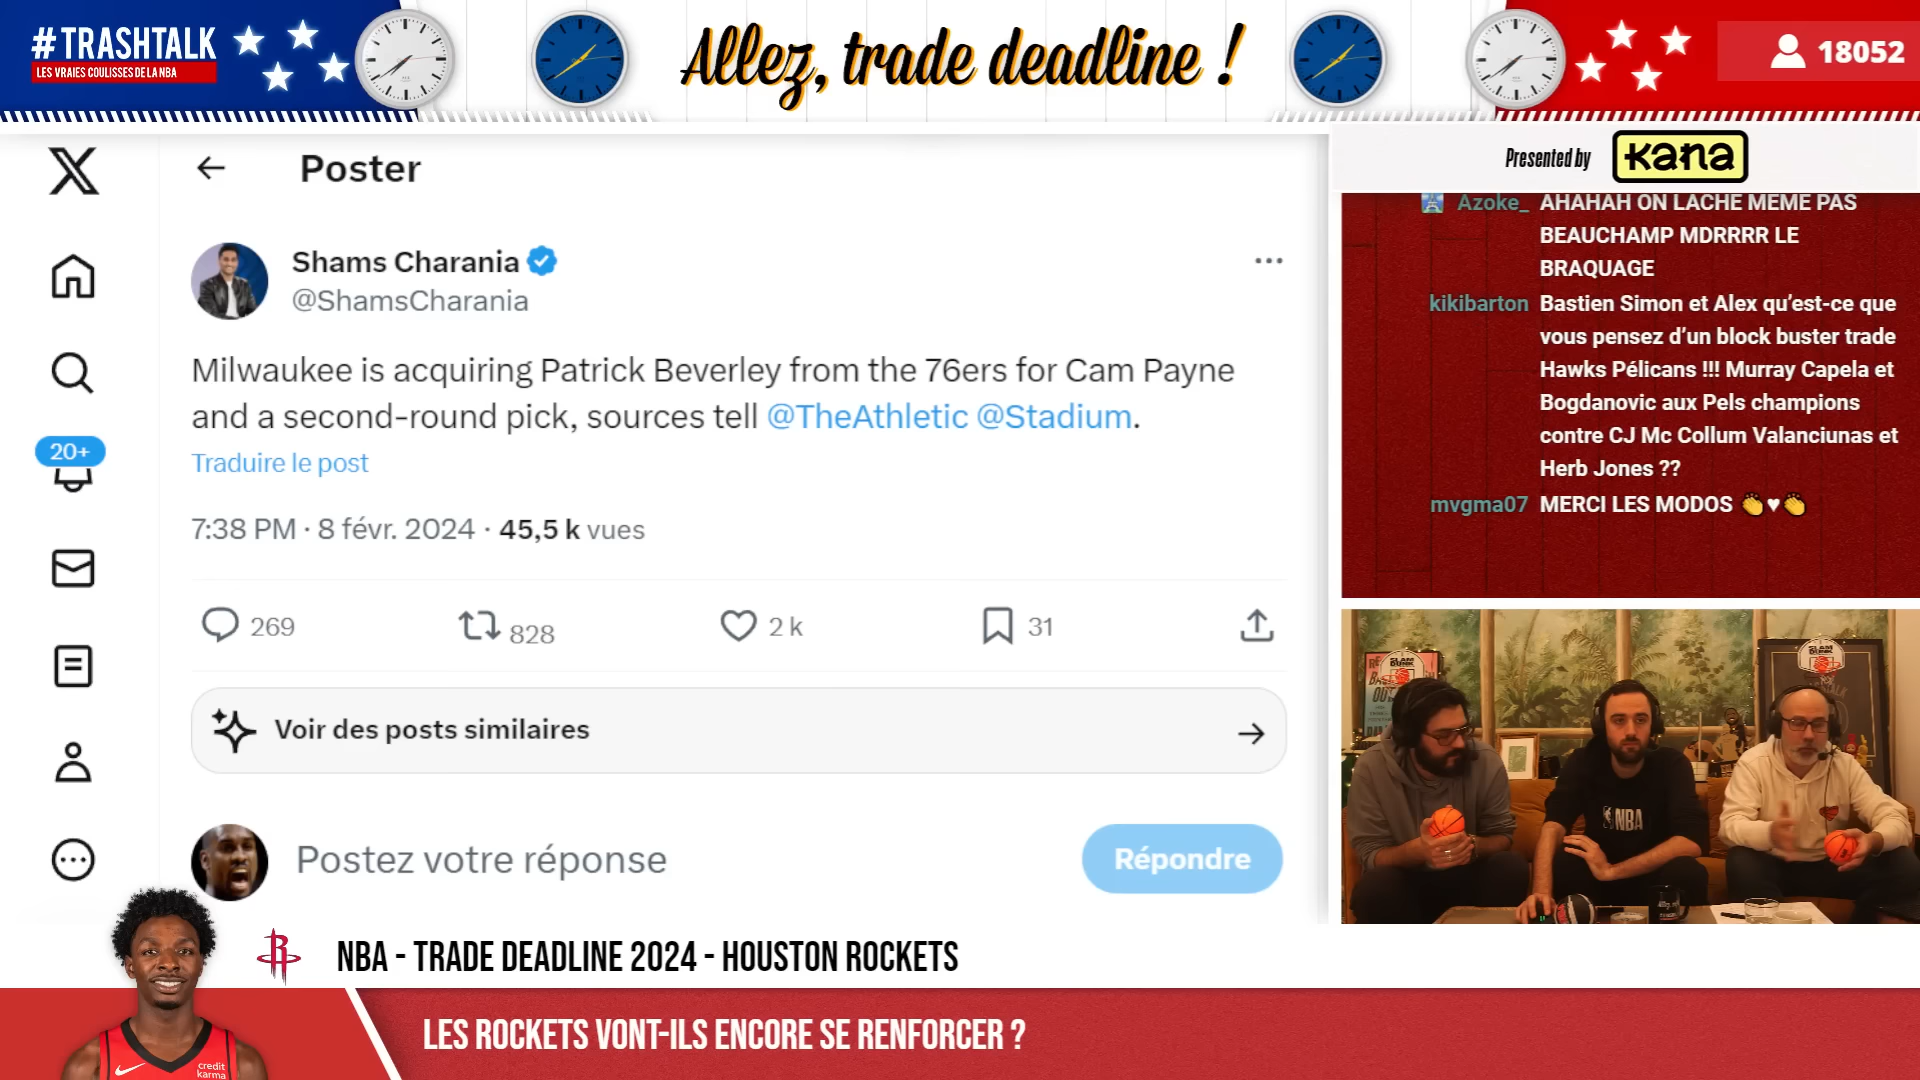 #TRASHTALK
LES VRAIES COULISSES DE LA NBA
Allez, trade deadline !
18052
Presented by kana
X
Poster
Shams Charania
@ShamsCharania
Milwaukee is acquiring Patrick Beverley from the 76ers for Cam Payne
and a second-round pick, sources tell @TheAthletic @Stadium.
Traduire le post
20+
7:38 PM · 8 févr. 2024 · 45,5 k vues
269 828 2 k 31
Voir des posts similaires
Postez votre réponse
Répondre
Azoke_ AHAHAH ON LACHE MEME PAS
BEAUCHAMP MDRRRR LE
BRAQUAGE
kikibarton Bastien Simon et Alex qu'est-ce que
vous pensez d'un block buster trade
Hawks Pélicans !!! Murray Capela et
Bogdanovic aux Pels champions
contre CJ Mc Collum Valanciunas et
Herb Jones ??
mvgma07 MERCI LES MODOS 👏♥👏
SLAM
DUNK
SLAM
DUNK
NBA
R
NBA - TRADE DEADLINE 2024 - HOUSTON ROCKETS
credit
karma
LES ROCKETS VONT-ILS ENCORE SE RENFORCER ?